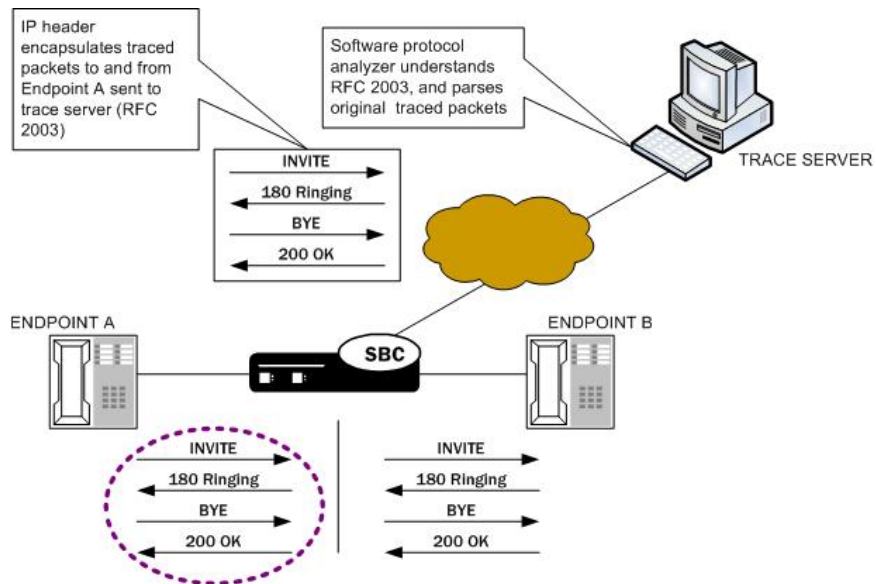 IP header
encapsulates traced
packets to and from
Endpoint A sent to
trace server (RFC
2003)
Software protocol
analyzer understands
RFC 2003, and parses
original traced packets
TRACE SERVER
INVITE
180 Ringing
BYE
200 OK
ENDPOINT A
SBC
ENDPOINT B
INVITE
180 Ringing
BYE
200 OK
INVITE
180 Ringing
BYE
200 OK